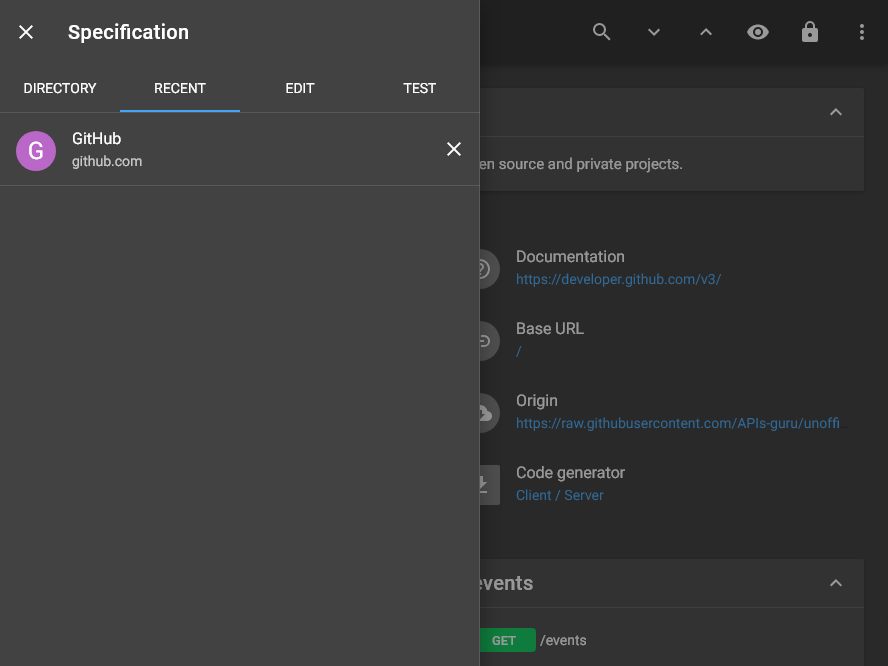 Specification
DIRECTORY
RECENT
EDIT
TEST
G
GitHub
github.com
en source and private projects.
Documentation
https://developer.github.com/v3/
Base URL
/
Origin
https://raw.githubusercontent.com/APIs-guru/unoffi
Code generator
Client / Server
events
GET /events